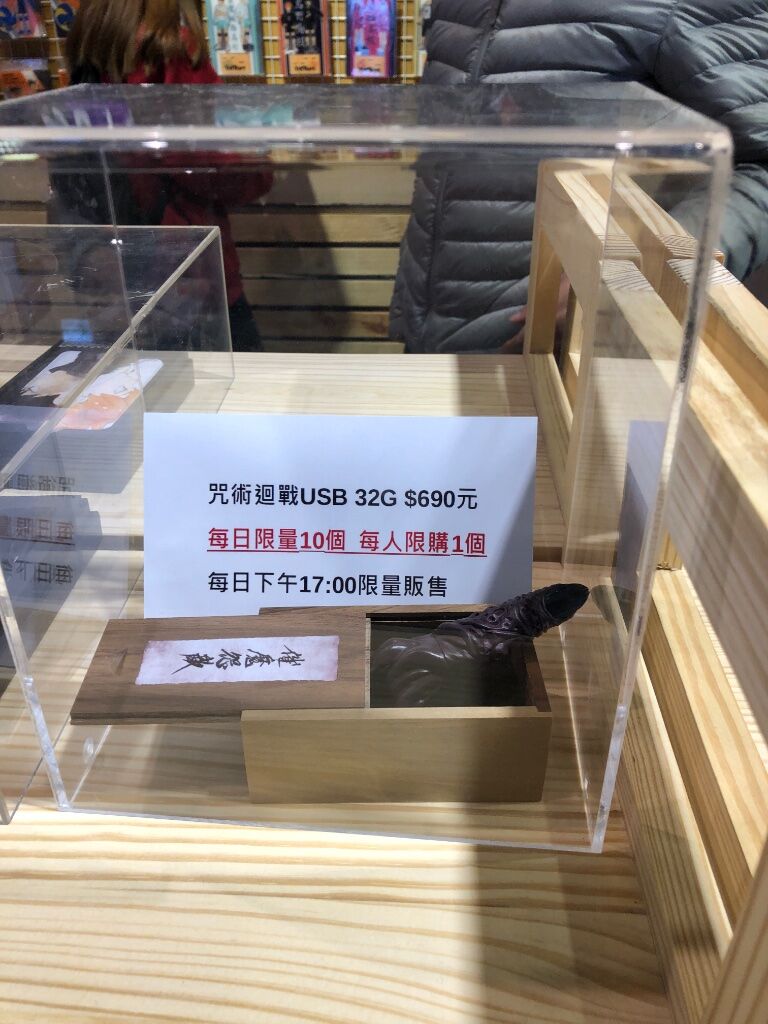 咒術迴戰USB 32G $690元
每日限量10個 每人限購1個
每日下午17:00限量販售